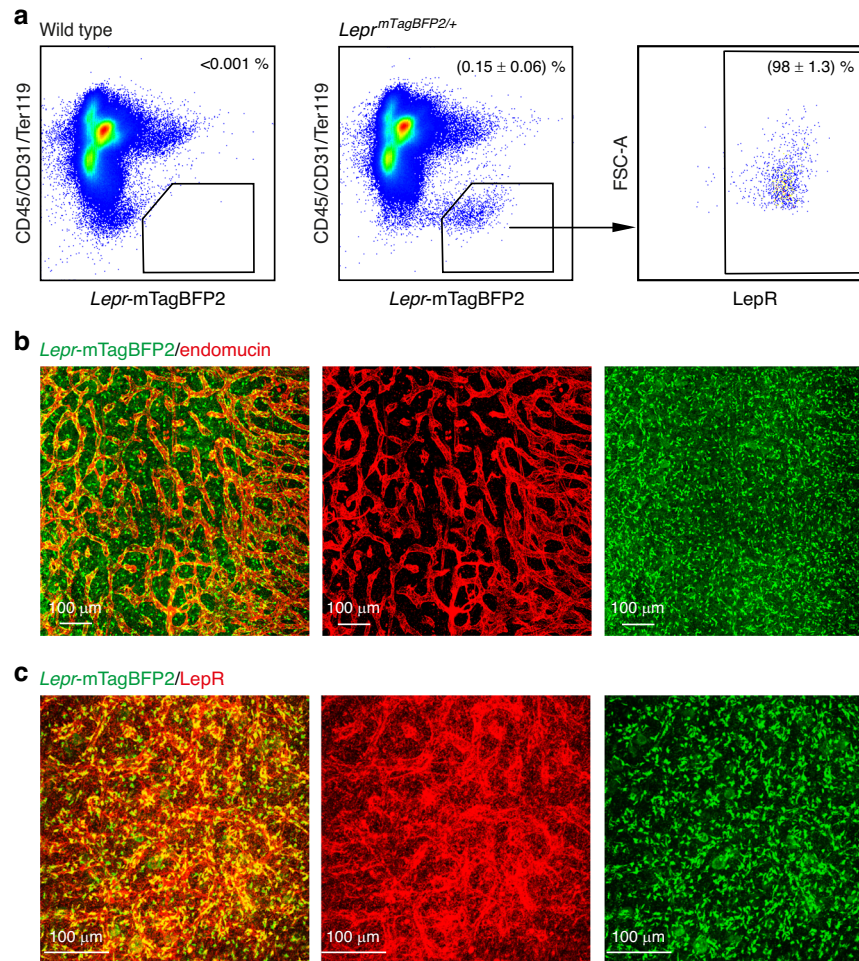 a
Wild type
Lepr^mTagBFP2/+
<0.001 %
(0.15 ± 0.06) %
(98 ± 1.3) %
CD45/CD31/Ter119
CD45/CD31/Ter119
FSC-A
Lepr-mTagBFP2
Lepr-mTagBFP2
LepR
b
Lepr-mTagBFP2/endomucin
100 μm
100 μm
100 μm
c
Lepr-mTagBFP2/LepR
100 μm
100 μm
100 μm